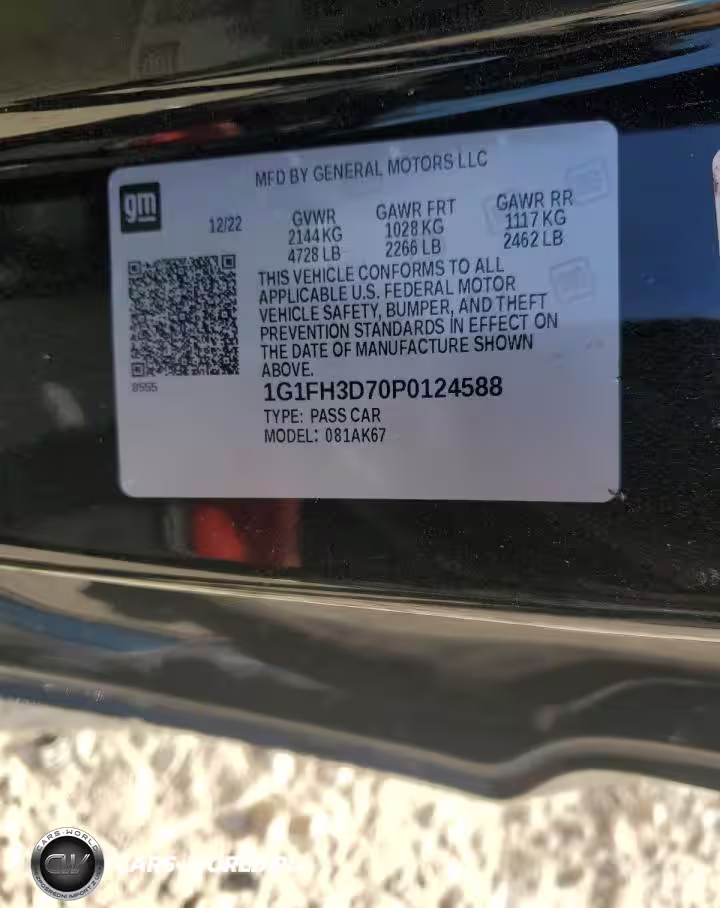 MFD BY GENERAL MOTORS LLC
gm
12/22
GVWR
2144 KG
4728 LB
GAWR FRT
1028 KG
2266 LB
GAWR RR
1117 KG
2462 LB
THIS VEHICLE CONFORMS TO ALL
APPLICABLE U.S. FEDERAL MOTOR
VEHICLE SAFETY, BUMPER, AND THEFT
PREVENTION STANDARDS IN EFFECT ON
THE DATE OF MANUFACTURE SHOWN
ABOVE.
8555
1G1FH3D70P0124588
TYPE: PASS CAR
MODEL: 081AK67
CARS-WORLD
CW